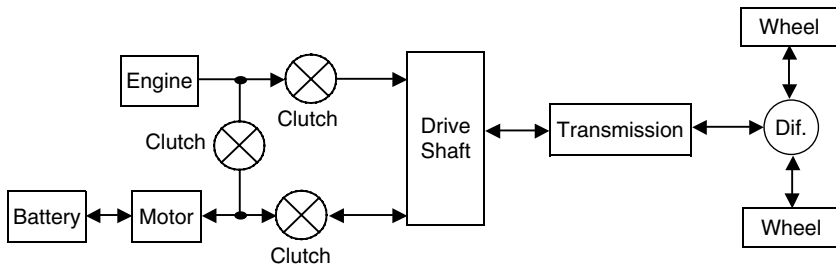 Wheel
Engine
Clutch
Clutch
Drive
Shaft
Transmission
Dif.
Battery
Motor
Clutch
Wheel